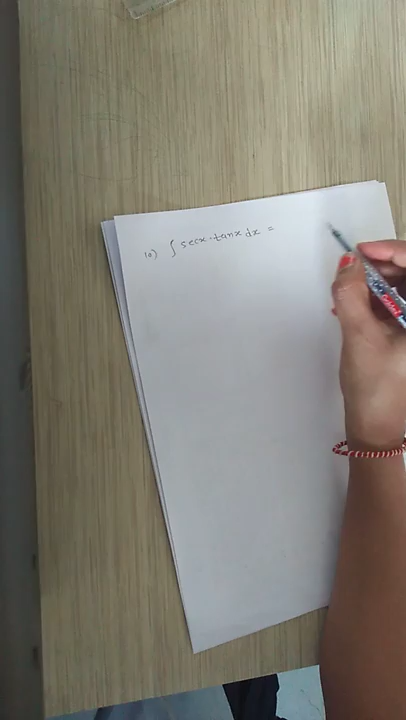 10) ∫ secx · tanx dx =